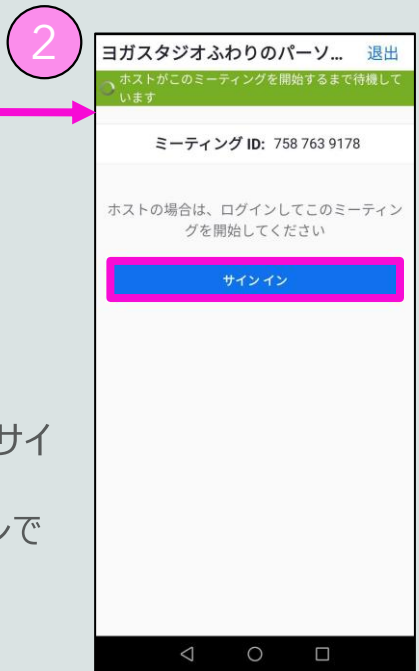 2
ヨガスタジオふわりのパーソ... 退出
ホストがこのミーティングを開始するまで待機して
います
ミーティング ID: 758 763 9178
ホストの場合は、ログインしてこのミーティン
グを開始してください
サインイン
サイ
ンで